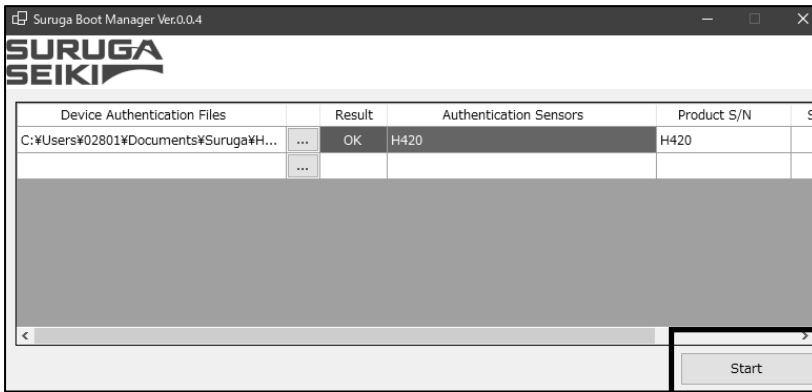 Suruga Boot Manager Ver.0.0.4
SURUGA
SEIKI
Device Authentication Files Result Authentication Sensors Product S/N S
C:¥Users¥02801¥Documents¥Suruga¥H... ... OK H420 H420
...
Start